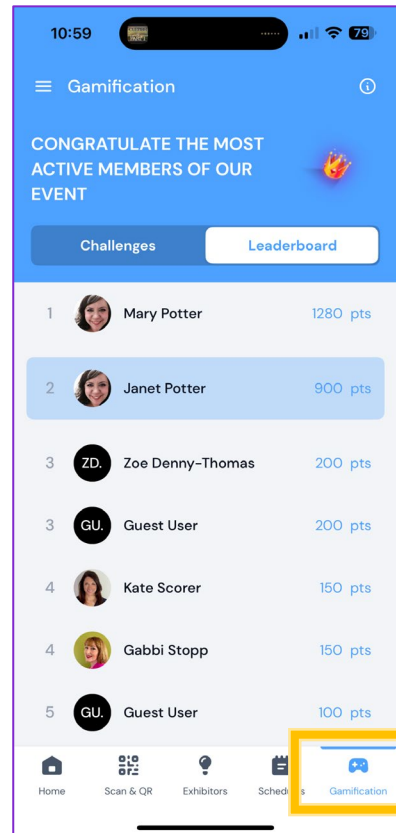 10:59
79
Gamification
CONGRATULATE THE MOST
ACTIVE MEMBERS OF OUR
EVENT
Challenges Leaderboard
1 Mary Potter 1280 pts
2 Janet Potter 900 pts
3 ZD. Zoe Denny-Thomas 200 pts
3 GU. Guest User 200 pts
4 Kate Scorer 150 pts
4 Gabbi Stopp 150 pts
5 GU. Guest User 100 pts
Home Scan & QR Exhibitors Gamification